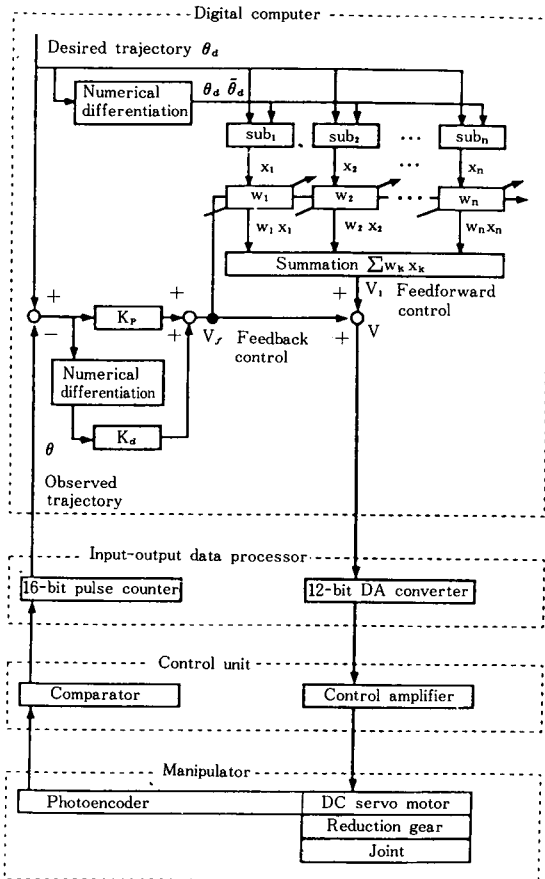 Digital computer
Desired trajectory θd
Numerical
differentiation
θd θ̄d
sub1
sub2
...
subn
x1
x2
...
xn
w1
w2
wn
w1 x1
w2 x2
wn xn
Summation ∑wk xk
+
V1 Feedforward
control
+
−
Kp
+
+
Vf Feedback
control
+
V
Numerical
differentiation
Kd
θ
Observed
trajectory
Input-output data processor
16-bit pulse counter
12-bit DA converter
Control unit
Comparator
Control amplifier
Manipulator
Photoencoder
DC servo motor
Reduction gear
Joint